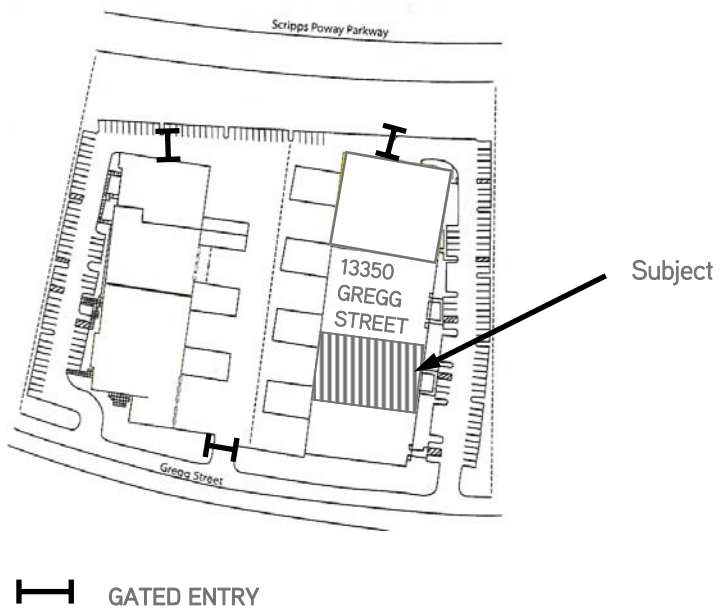 Scripps Poway Parkway
13350
GREGG
STREET
Subject
Gregg Street
GATED ENTRY